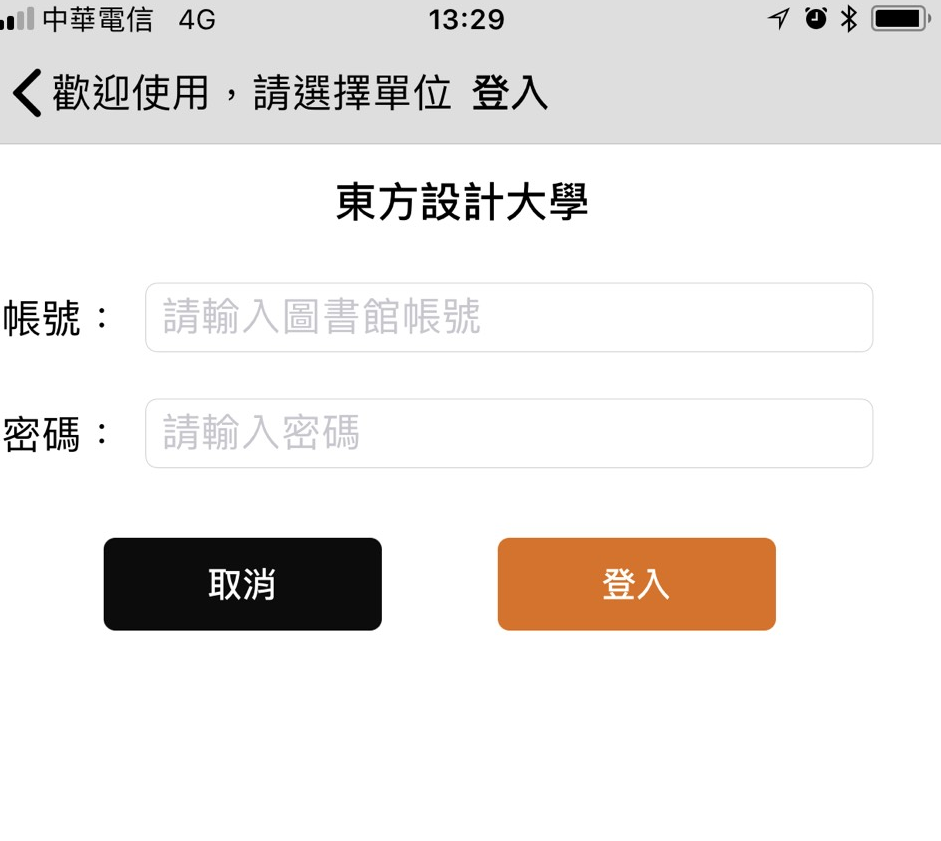 中華電信 4G 13:29
歡迎使用，請選擇單位 登入
東方設計大學
帳號： 請輸入圖書館帳號
密碼： 請輸入密碼
取消 登入